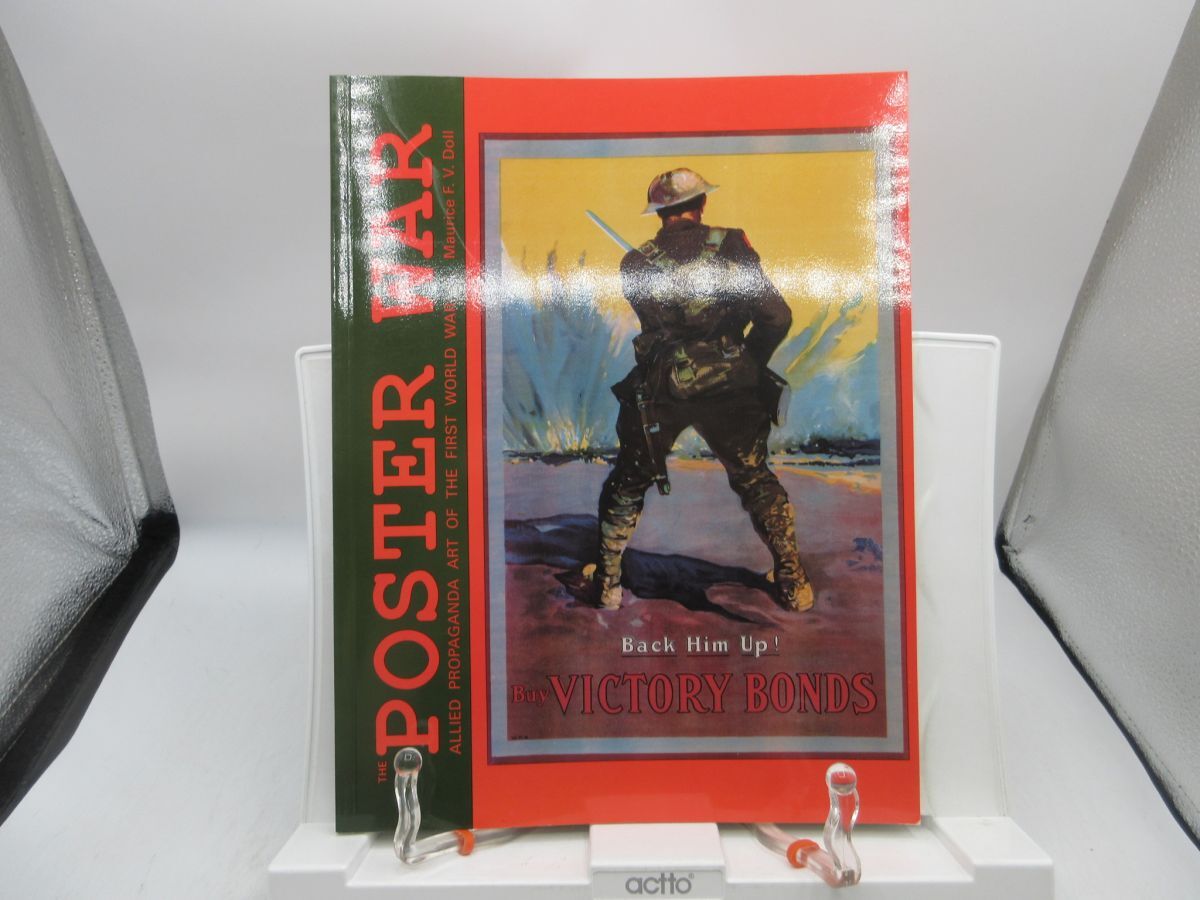 THE POSTER WAR
ALLIED PROPAGANDA ART OF THE FIRST WORLD WAR
Maurice F. V. Doll
Back Him Up!
Buy VICTORY BONDS
actto®